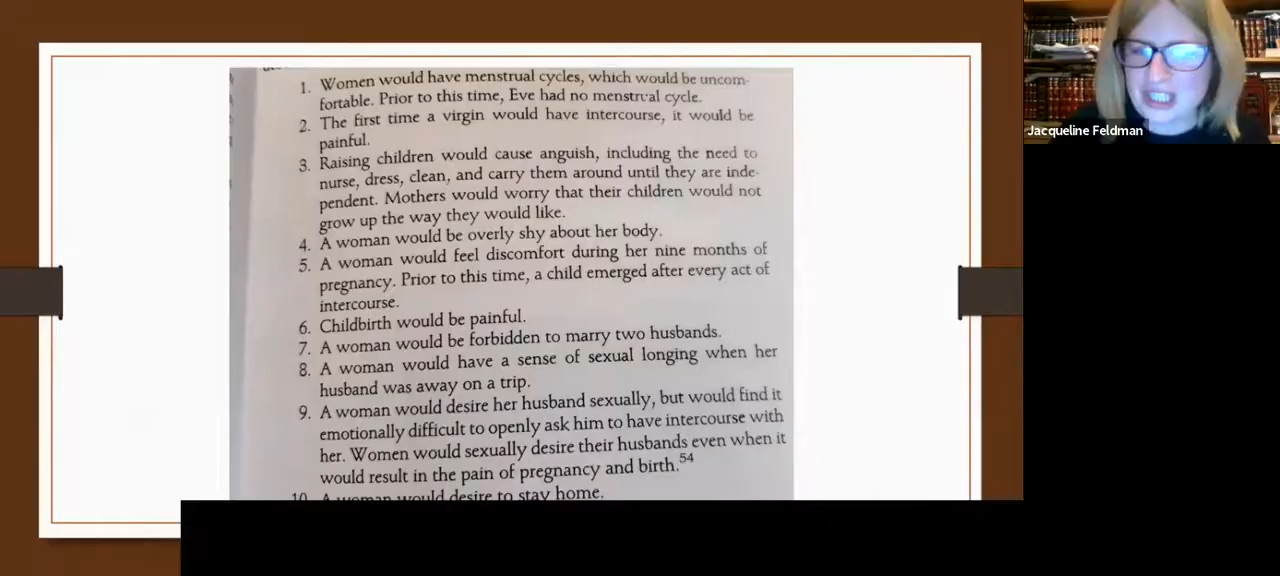 1. Women would have menstrual cycles, which would be uncom-
fortable. Prior to this time, Eve had no menstrual cycle.
2. The first time a virgin would have intercourse, it would be
painful.
3. Raising children would cause anguish, including the need to
nurse, dress, clean, and carry them around until they are inde-
pendent. Mothers would worry that their children would not
grow up the way they would like.
4. A woman would be overly shy about her body.
5. A woman would feel discomfort during her nine months of
pregnancy. Prior to this time, a child emerged after every act of
intercourse.
6. Childbirth would be painful.
7. A woman would be forbidden to marry two husbands.
8. A woman would have a sense of sexual longing when her
husband was away on a trip.
9. A woman would desire her husband sexually, but would find it
emotionally difficult to openly ask him to have intercourse with
her. Women would sexually desire their husbands even when it
would result in the pain of pregnancy and birth.54
10. A woman would desire to stay home.
Jacqueline Feldman